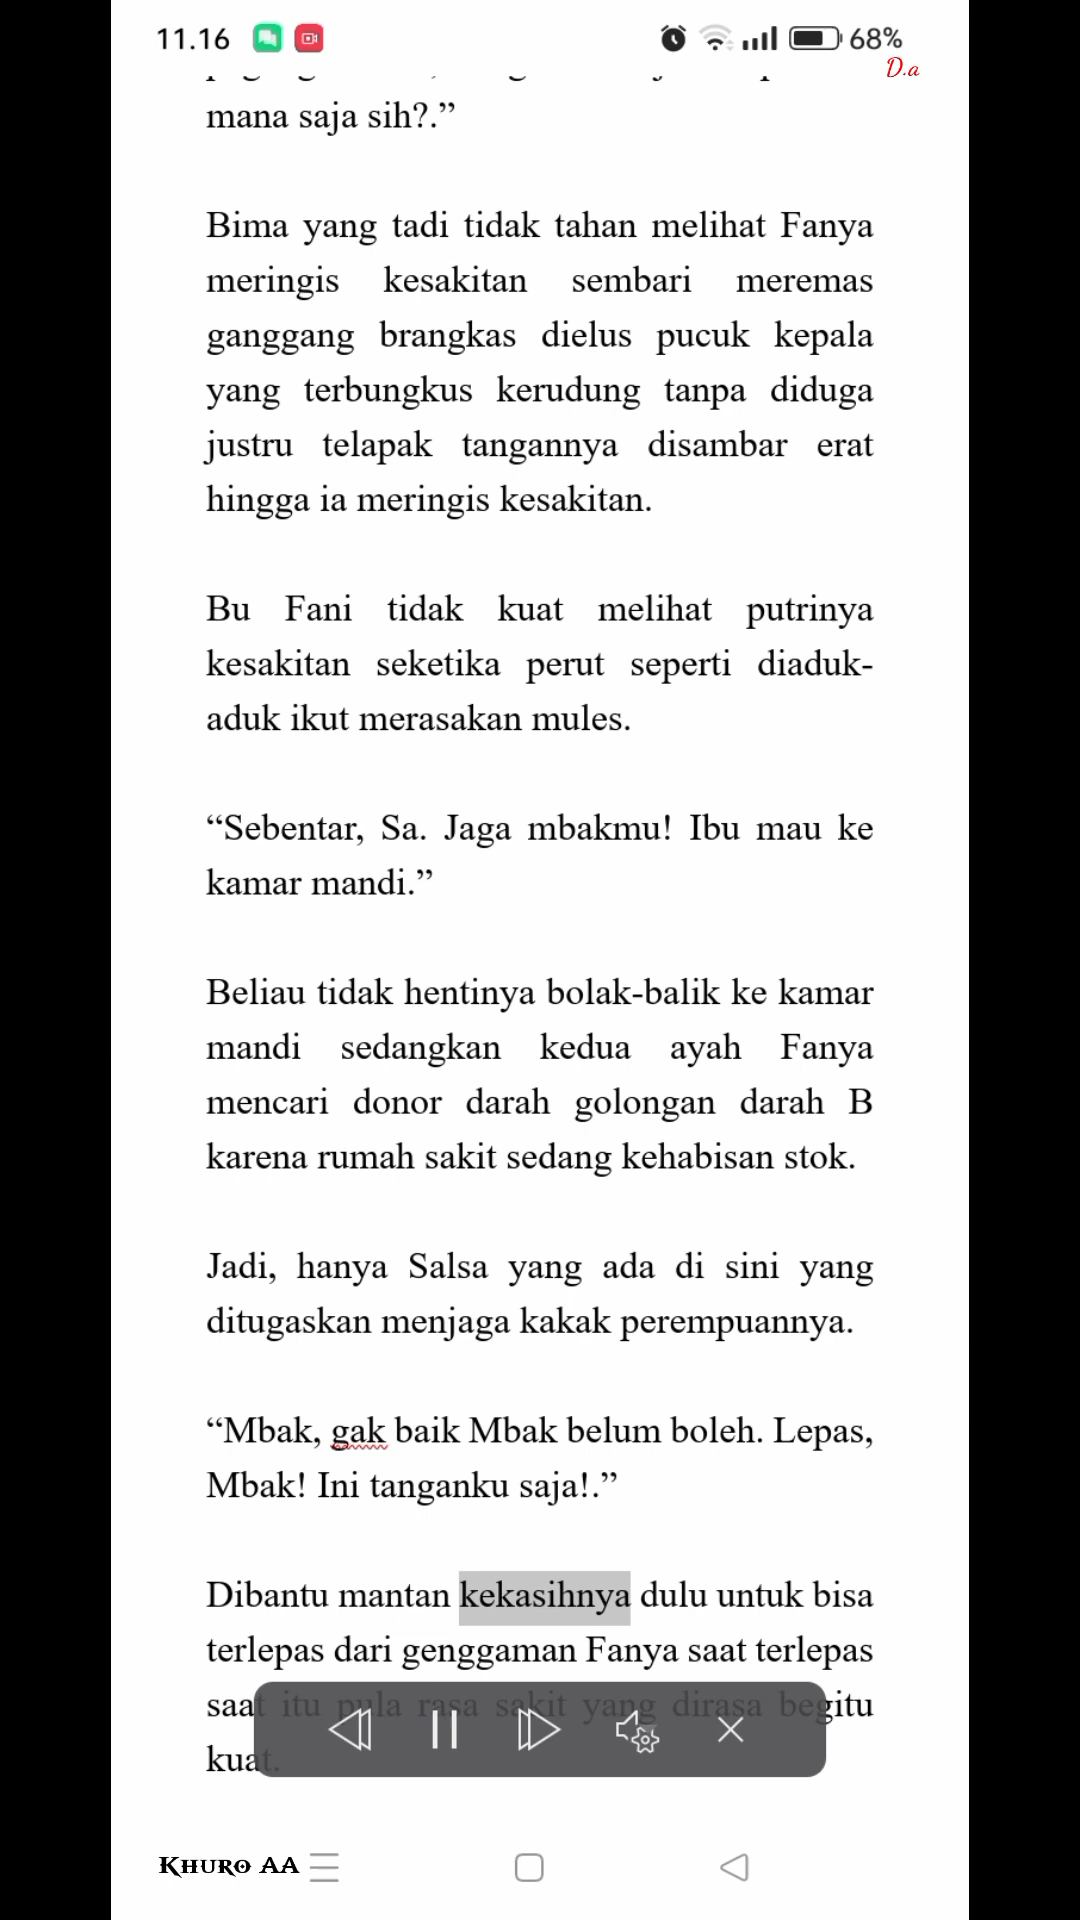 11.16
68%
D.a
mana saja sih?.”
Bima yang tadi tidak tahan melihat Fanya
meringis kesakitan sembari meremas
ganggang brangkas dielus pucuk kepala
yang terbungkus kerudung tanpa diduga
justru telapak tangannya disambar erat
hingga ia meringis kesakitan.
Bu Fani tidak kuat melihat putrinya
kesakitan seketika perut seperti diaduk-
aduk ikut merasakan mules.
“Sebentar, Sa. Jaga mbakmu! Ibu mau ke
kamar mandi.”
Beliau tidak hentinya bolak-balik ke kamar
mandi sedangkan kedua ayah Fanya
mencari donor darah golongan darah B
karena rumah sakit sedang kehabisan stok.
Jadi, hanya Salsa yang ada di sini yang
ditugaskan menjaga kakak perempuannya.
“Mbak, gak baik Mbak belum boleh. Lepas,
Mbak! Ini tanganku saja!.”
Dibantu mantan kekasihnya dulu untuk bisa
terlepas dari genggaman Fanya saat terlepas
saat itu pula rasa sakit yang dirasa begitu
kuat.
Khuro AA